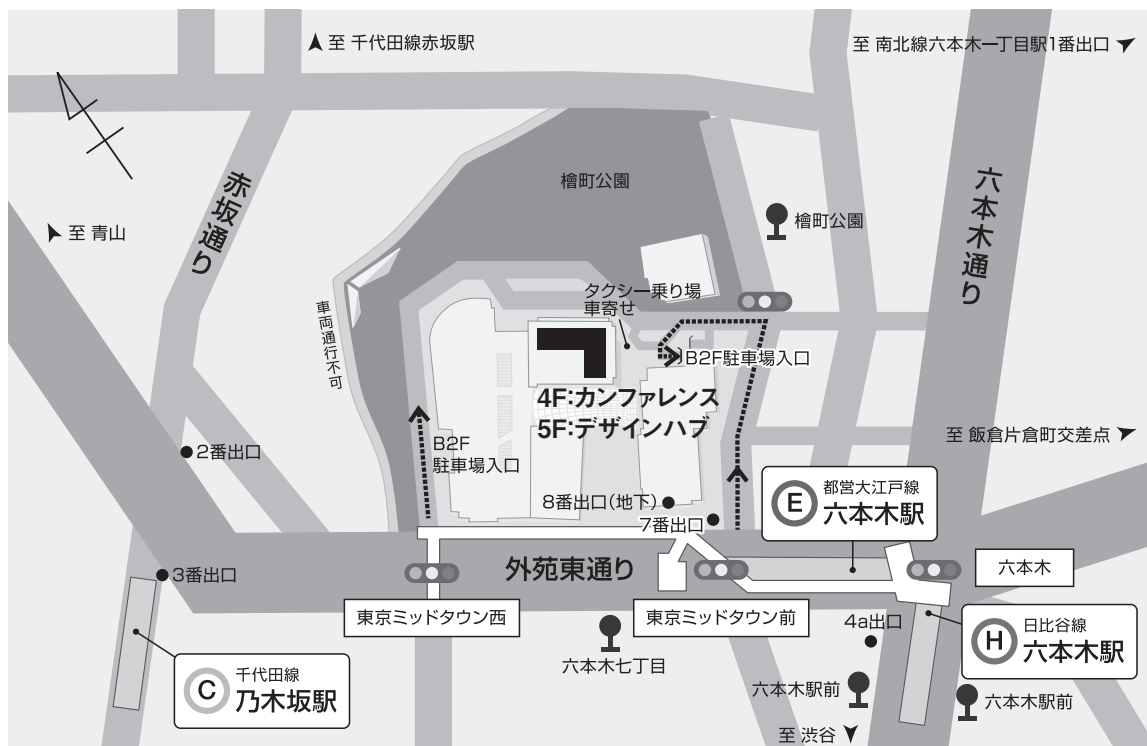 至 千代田線赤坂駅
至 南北線六本木一丁目駅1番出口
檜町公園
赤坂通り
六本木通り
檜町公園
至 青山
タクシー乗り場
車寄せ
車両通行不可
B2F駐車場入口
4F:カンファレンス
5F:デザインハブ
至 飯倉片倉町交差点
B2F
駐車場入口
2番出口
8番出口(地下)
7番出口
E
都営大江戸線
六本木駅
外苑東通り
3番出口
六本木
東京ミッドタウン西
東京ミッドタウン前
4a出口
H
日比谷線
六本木駅
六本木七丁目
C
千代田線
乃木坂駅
六本木駅前
六本木駅前
至 渋谷